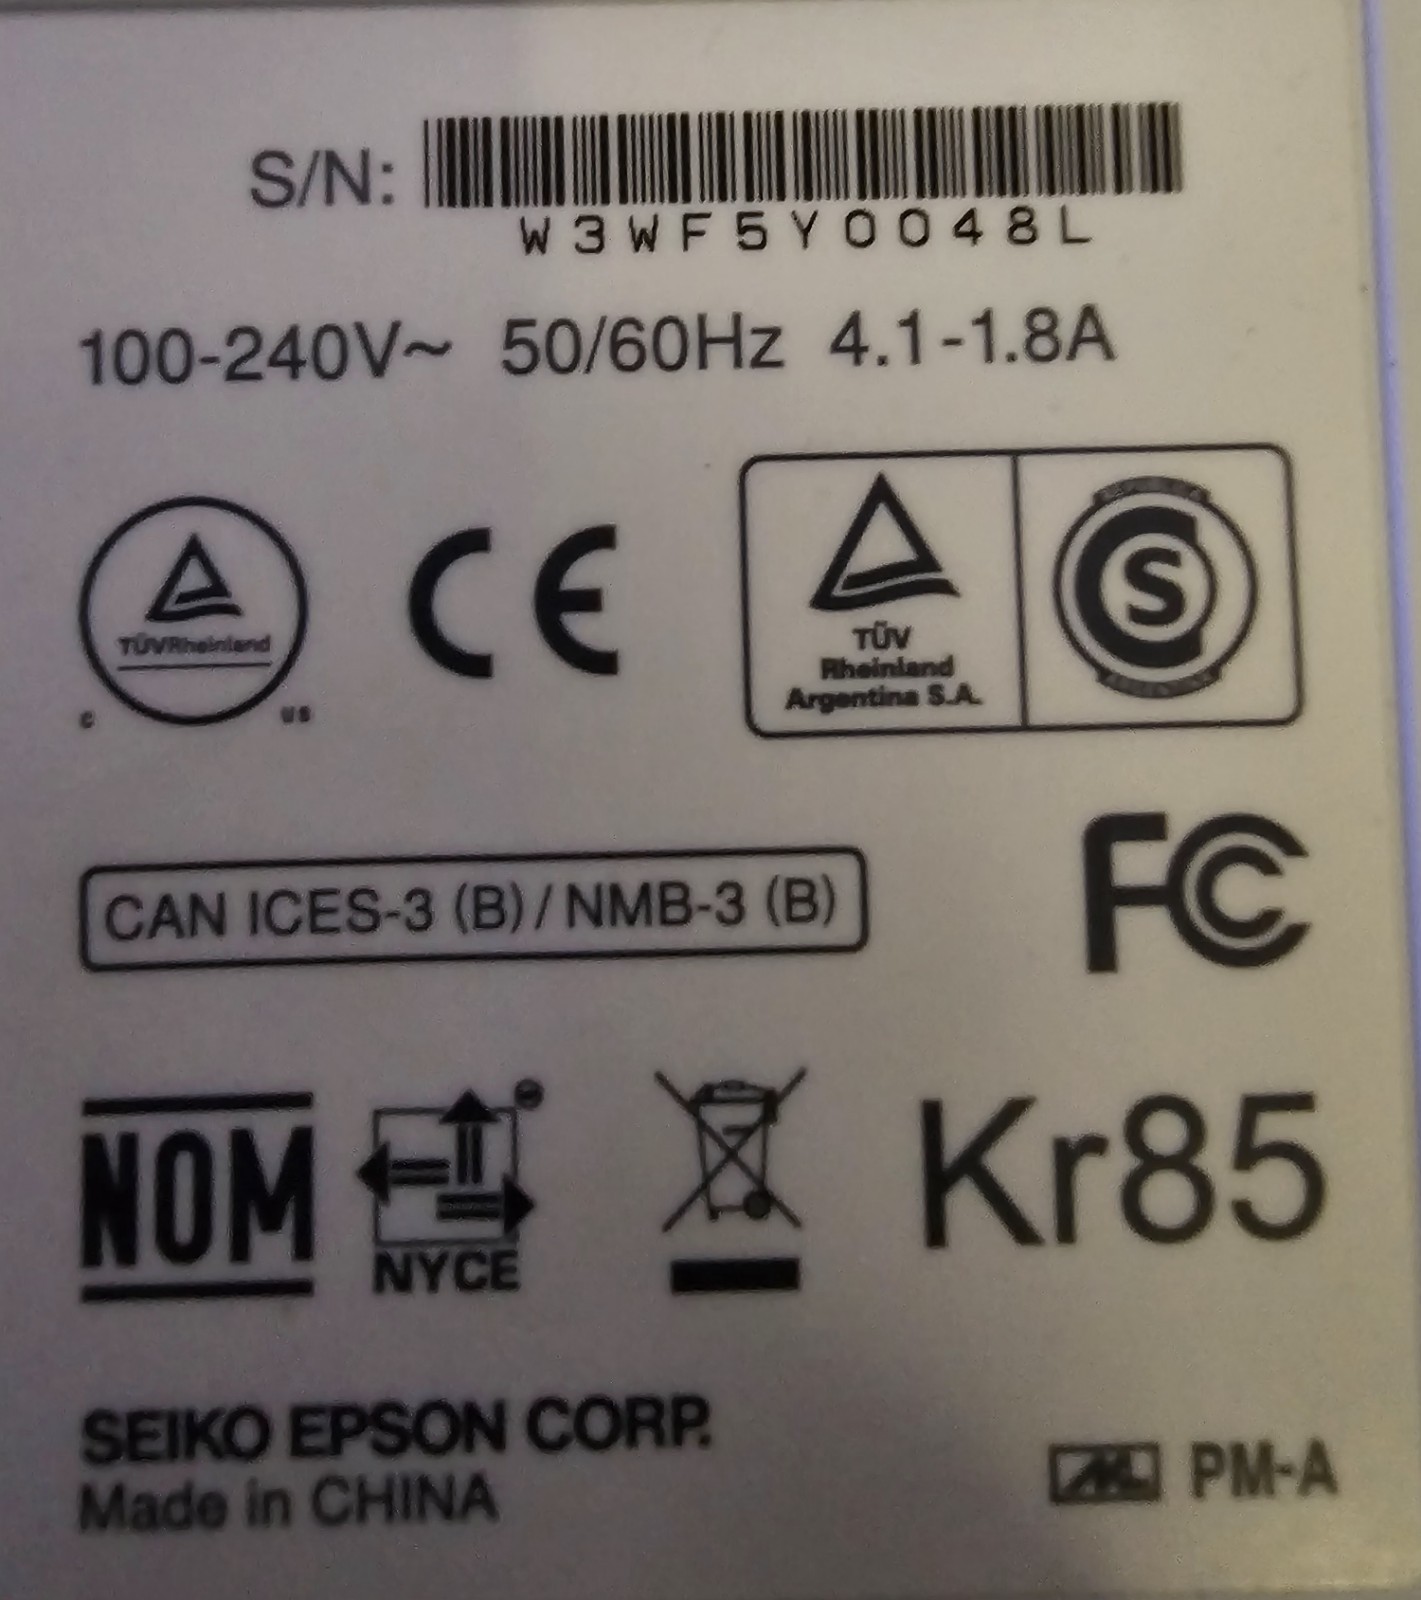 S/N:
W3WF5Y0048L
100-240V~ 50/60Hz 4.1-1.8A
TÜVRheinland
C US
CE
TÜV
Rheinland
Argentina S.A.
S
ARGENTINA
CAN ICES-3 (B) / NMB-3 (B)
FC
NOM
NYCE
Kr85
SEIKO EPSON CORP.
Made in CHINA
PM-A